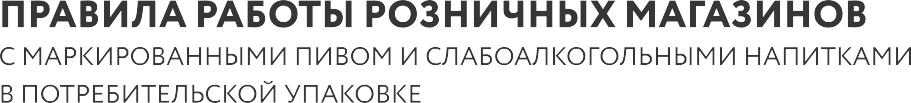 ПРАВИЛА РАБОТЫ РОЗНИЧНЫХ МАГАЗИНОВ
С МАРКИРОВАННЫМИ ПИВОМ И СЛАБОАЛКОГОЛЬНЫМИ НАПИТКАМИ
В ПОТРЕБИТЕЛЬСКОЙ УПАКОВКЕ